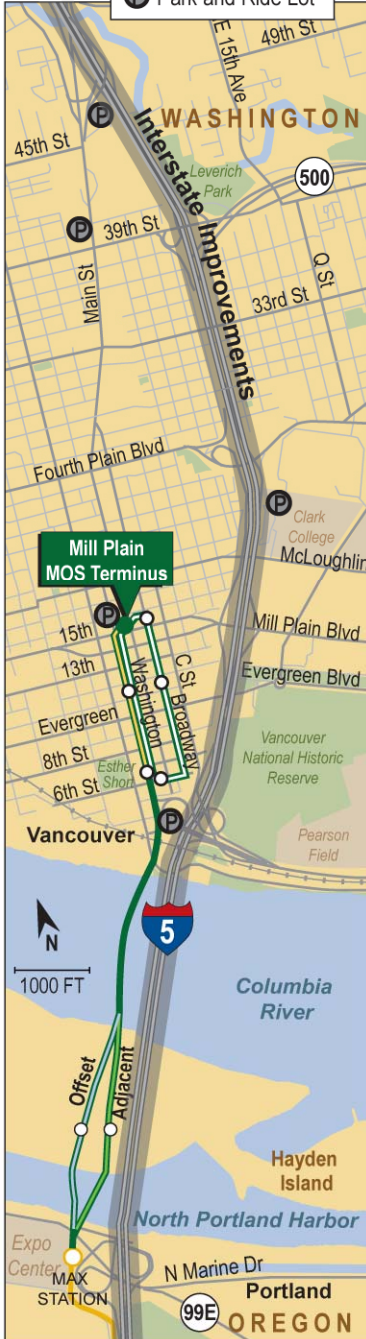 P Park and Ride Lot
49th St
E 15th Ave
WASHINGTON
P
45th St
Interstate Improvements
Leverich
Park
500
P
39th St
Main St
Q St
33rd St
Fourth Plain Blvd
P
Clark
College
McLoughlin
Mill Plain
MOS Terminus
P
15th
Mill Plain Blvd
13th
Washington
C St
Broadway
Evergreen Blvd
Evergreen
8th St
Esther
Short
6th St
Vancouver
National Historic
Reserve
P
Vancouver
Pearson
Field
N
5
1000 FT
Columbia
River
Offset
Adjacent
Hayden
Island
North Portland Harbor
Expo
Center
MAX
STATION
N Marine Dr
Portland
99E
OREGON